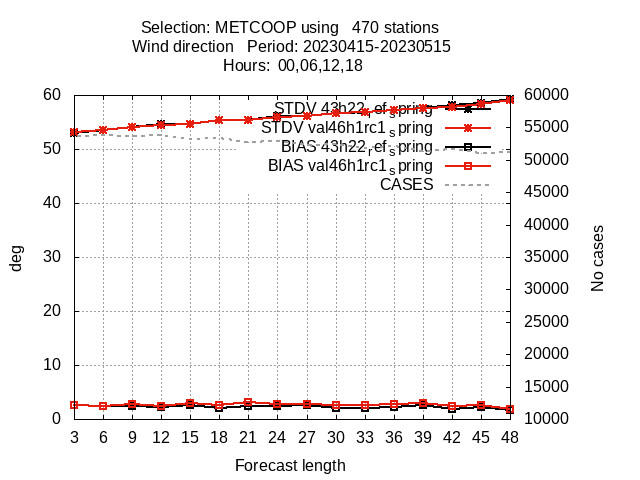 Selection: METCOOP using   470 stations
Wind direction   Period: 20230415-20230515
Hours:  00,06,12,18
60
50
40
30
20
10
0
deg
STDV 43h22_ref_spring
STDV val46h1rc1_spring
BIAS 43h22_ref_spring
BIAS val46h1rc1_spring
CASES
60000
55000
50000
45000
40000
35000
30000
25000
20000
15000
10000
No cases
3 6 9 12 15 18 21 24 27 30 33 36 39 42 45 48
Forecast length